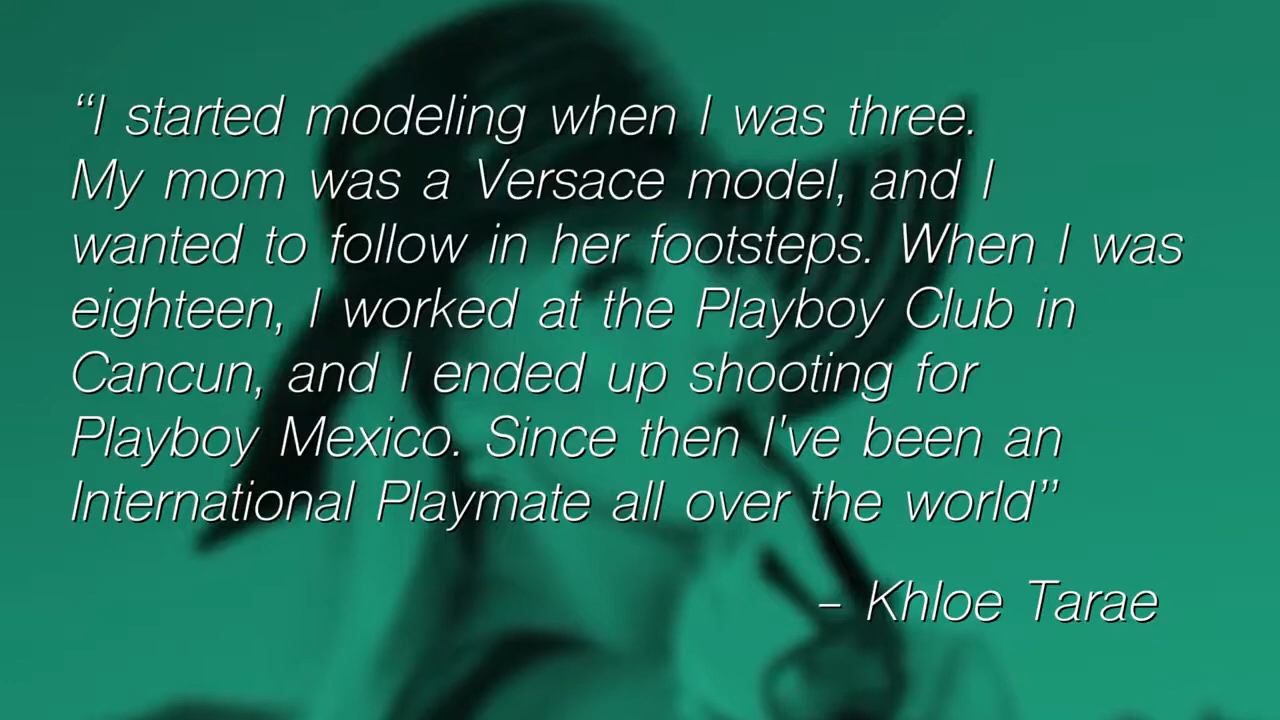 “I started modeling when I was three.
My mom was a Versace model, and I
wanted to follow in her footsteps. When I was
eighteen, I worked at the Playboy Club in
Cancun, and I ended up shooting for
Playboy Mexico. Since then I've been an
International Playmate all over the world”
– Khloe Tarae